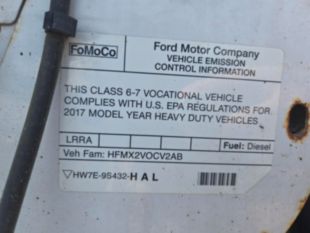 FoMoCo
Ford Motor Company
VEHICLE EMISSION
CONTROL INFORMATION
THIS CLASS 6-7 VOCATIONAL VEHICLE
COMPLIES WITH U.S. EPA REGULATIONS FOR
2017 MODEL YEAR HEAVY DUTY VEHICLES
LRRA
Fuel: Diesel
Veh Fam: HFMX2VOCV2AB
HW7E-9S432-HAL